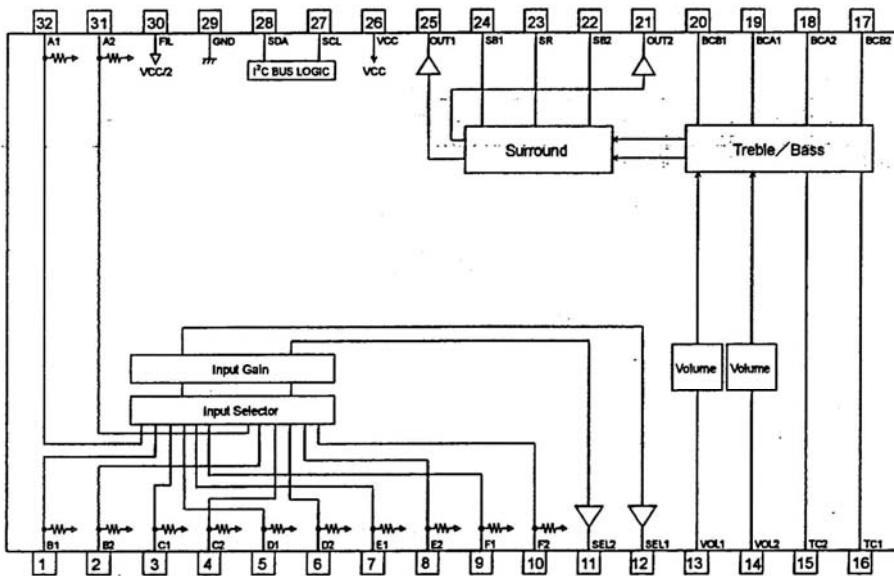 32 31 30 29 28 27 26 25 24 23 22 21 20 19 18 17
A1 A2 FIL GND SDA SCL VCC OUT1 SB1 SR SB2 OUT2 BCB1 BCA1 BCA2 BCB2
VCC/2 I²C BUS LOGIC VCC
Surround Treble/Bass
Input Gain Volume Volume
Input Selector
B1 B2 C1 C2 D1 D2 E1 E2 F1 F2 SEL2 SEL1 VOL1 VOL2 TC2 TC1
1 2 3 4 5 6 7 8 9 10 11 12 13 14 15 16